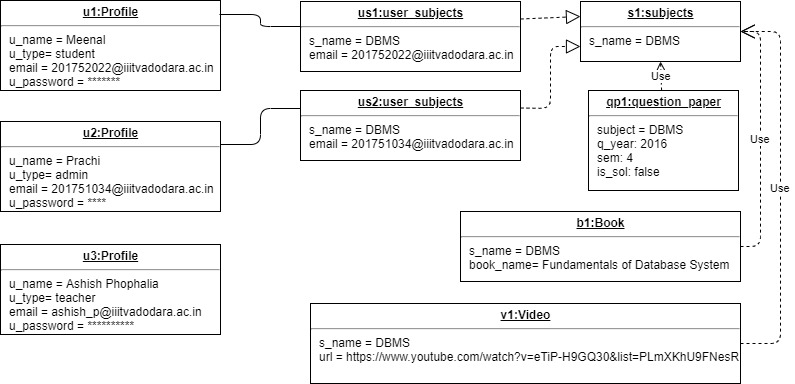 u1:Profile
u_name = Meenal
u_type= student
email = 201752022@iiitvadodara.ac.in
u_password = *******
us1:user_subjects
s_name = DBMS
email = 201752022@iiitvadodara.ac.in
s1:subjects
s_name = DBMS
us2:user_subjects
s_name = DBMS
email = 201751034@iiitvadodara.ac.in
Use
qp1:question_paper
subject = DBMS
q_year: 2016
sem: 4
is_sol: false
u2:Profile
u_name = Prachi
u_type= admin
email = 201751034@iiitvadodara.ac.in
u_password = ****
Use
Use
b1:Book
s_name = DBMS
book_name= Fundamentals of Database System
u3:Profile
u_name = Ashish Phophalia
u_type= teacher
email = ashish_p@iiitvadodara.ac.in
u_password = **********
v1:Video
s_name = DBMS
url = https://www.youtube.com/watch?v=eTiP-H9GQ30&list=PLmXKhU9FNesR